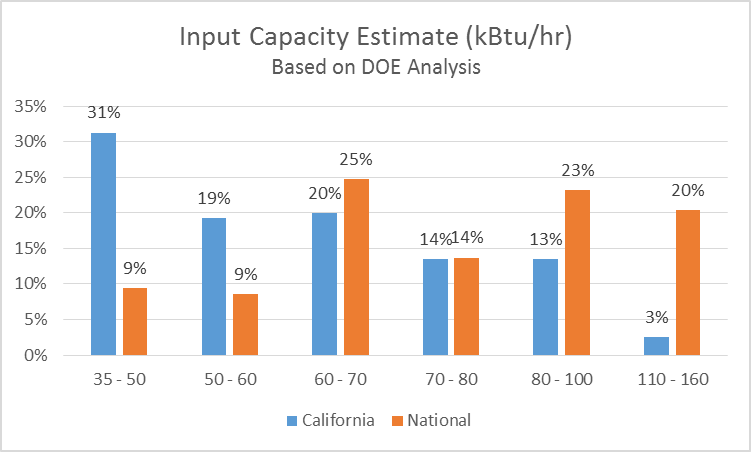 Input Capacity Estimate (kBtu/hr)
Based on DOE Analysis
35%
30%
25%
20%
15%
10%
5%
0%
31%
9%
19%
9%
20%
25%
14%
14%
13%
23%
3%
20%
35 - 50
50 - 60
60 - 70
70 - 80
80 - 100
110 - 160
California
National